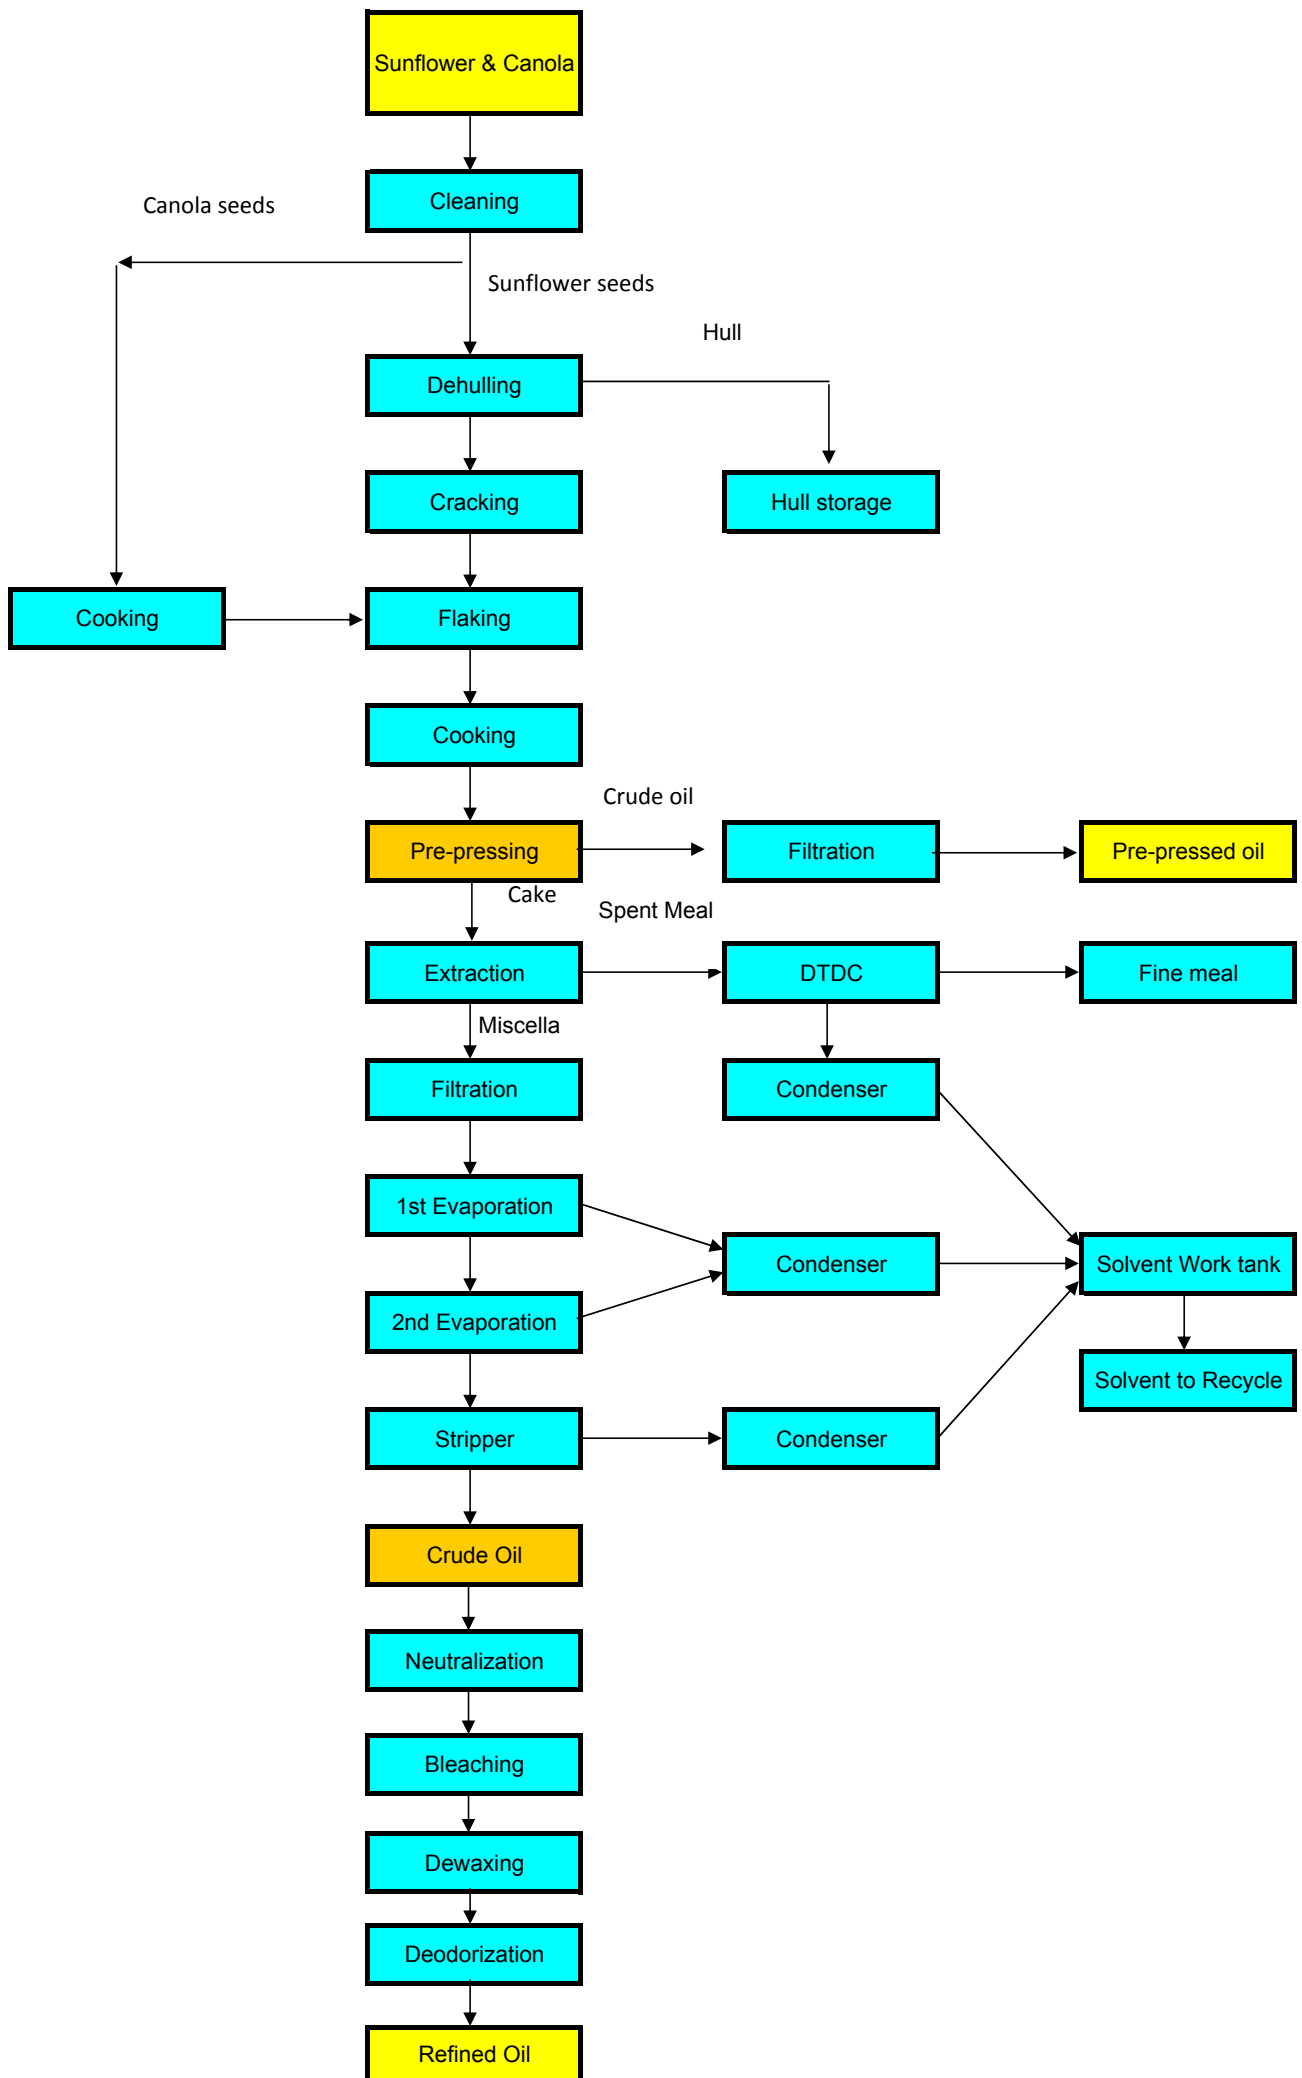 Sunflower & Canola
Cleaning
Canola seeds
Sunflower seeds
Hull
Dehulling
Cracking
Hull storage
Cooking
Flaking
Cooking
Crude oil
Pre-pressing
Filtration
Pre-pressed oil
Cake
Spent Meal
Extraction
DTDC
Fine meal
Miscella
Filtration
Condenser
1st Evaporation
Condenser
Solvent Work tank
2nd Evaporation
Solvent to Recycle
Stripper
Condenser
Crude Oil
Neutralization
Bleaching
Dewaxing
Deodorization
Refined Oil